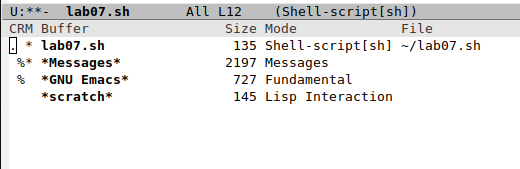 U:**-  lab07.sh       All L12    (Shell-script[sh])
CRM Buffer                 Size Mode             File
. * lab07.sh                135 Shell-script[sh] ~/lab07.sh
 %* *Messages*             2197 Messages
 %  *GNU Emacs*             727 Fundamental
    *scratch*               145 Lisp Interaction